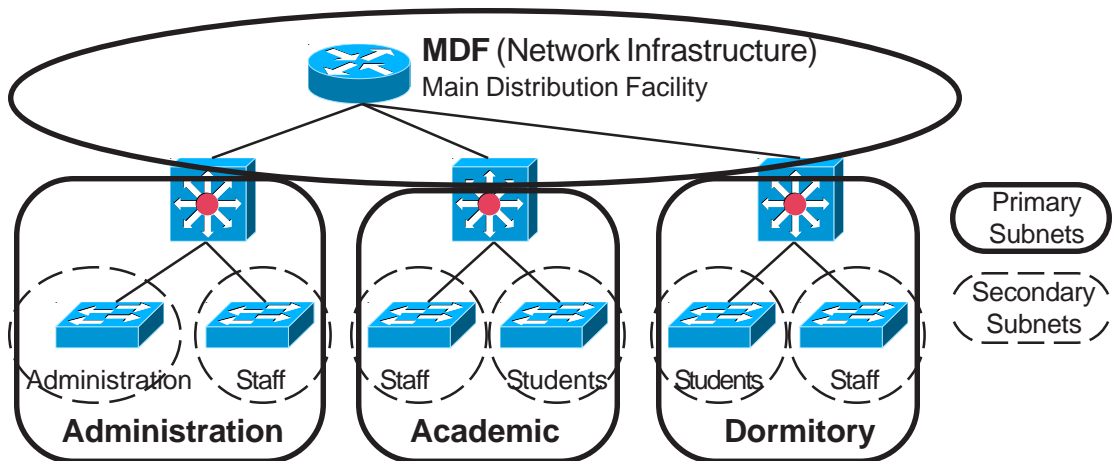 MDF (Network Infrastructure)
Main Distribution Facility
Primary
Subnets
Secondary
Subnets
Administration
Staff
Staff
Students
Students
Staff
Administration
Academic
Dormitory